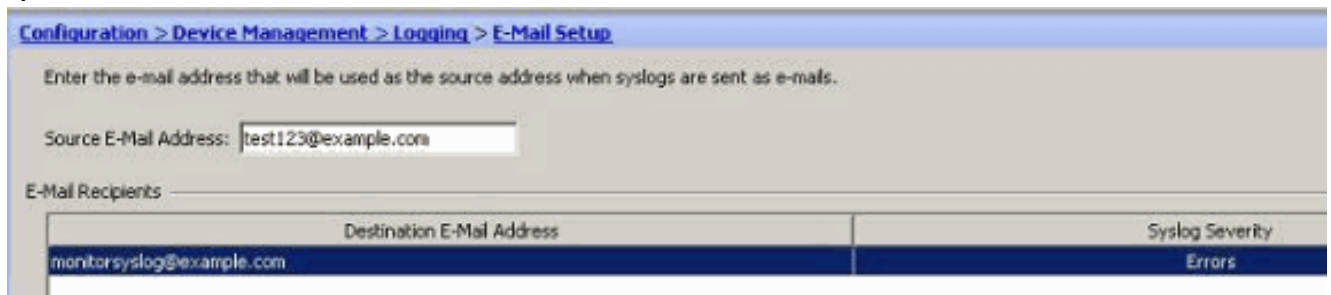 Configuration > Device Management > Logging > E-Mail Setup
Enter the e-mail address that will be used as the source address when syslogs are sent as e-mails.
Source E-Mail Address: test123@example.com
E-Mail Recipients
Destination E-Mail Address Syslog Severity
monitorsyslog@example.com Errors